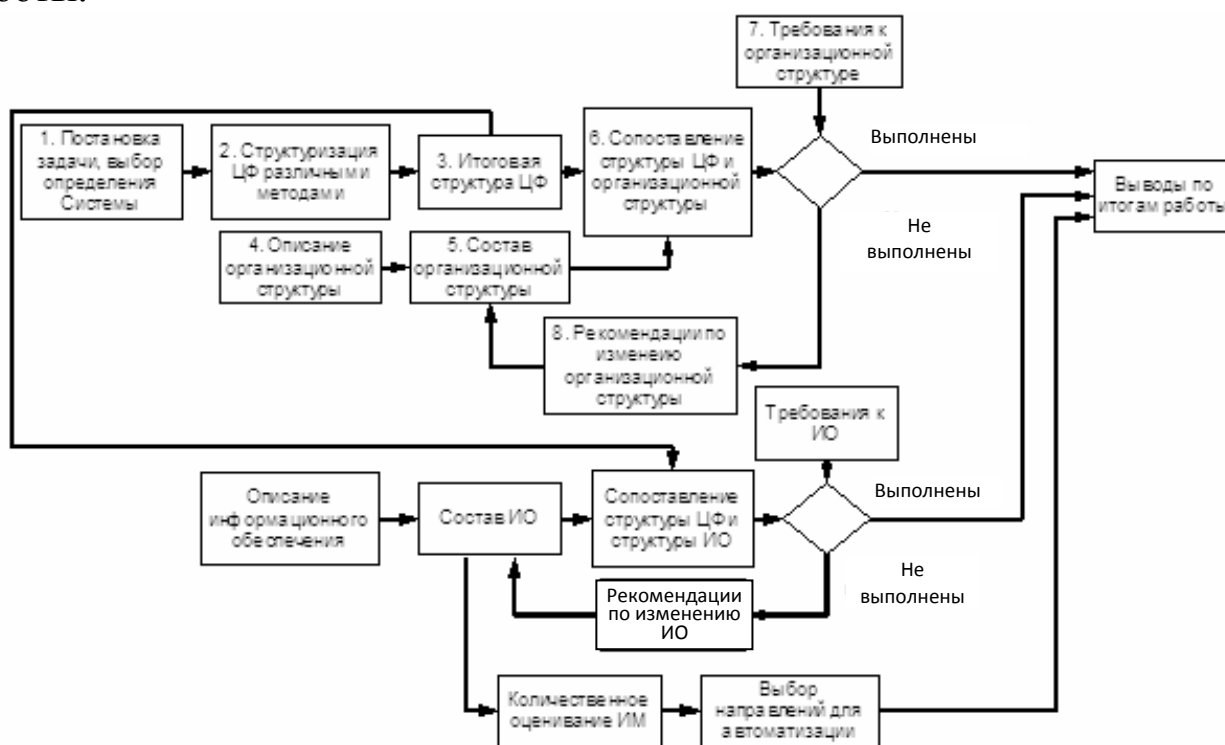 7. Требования к
организационной
структуре
1. Постановка
задачи, выбор
определения
Системы
2. Структуризация
ЦФ различными
методами
3. Итоговая
структура ЦФ
6. Сопоставление
структуры ЦФ и
организационной
структуры
Выполнены
Выводы по
итогам работы
Не
выполнены
4. Описание
организационной
структуры
5. Состав
организационной
структуры
8. Рекомендации по
изменеию
организационной
структуры
Требования к
ИО
Описание
информационного
обеспечения
Состав ИО
Сопоставление
структуры ЦФ и
структуры ИО
Выполнены
Не
выполнены
Рекомендации
по изменению
ИО
Количественное
оценивание ИМ
Выбор
направлений для
автоматизации